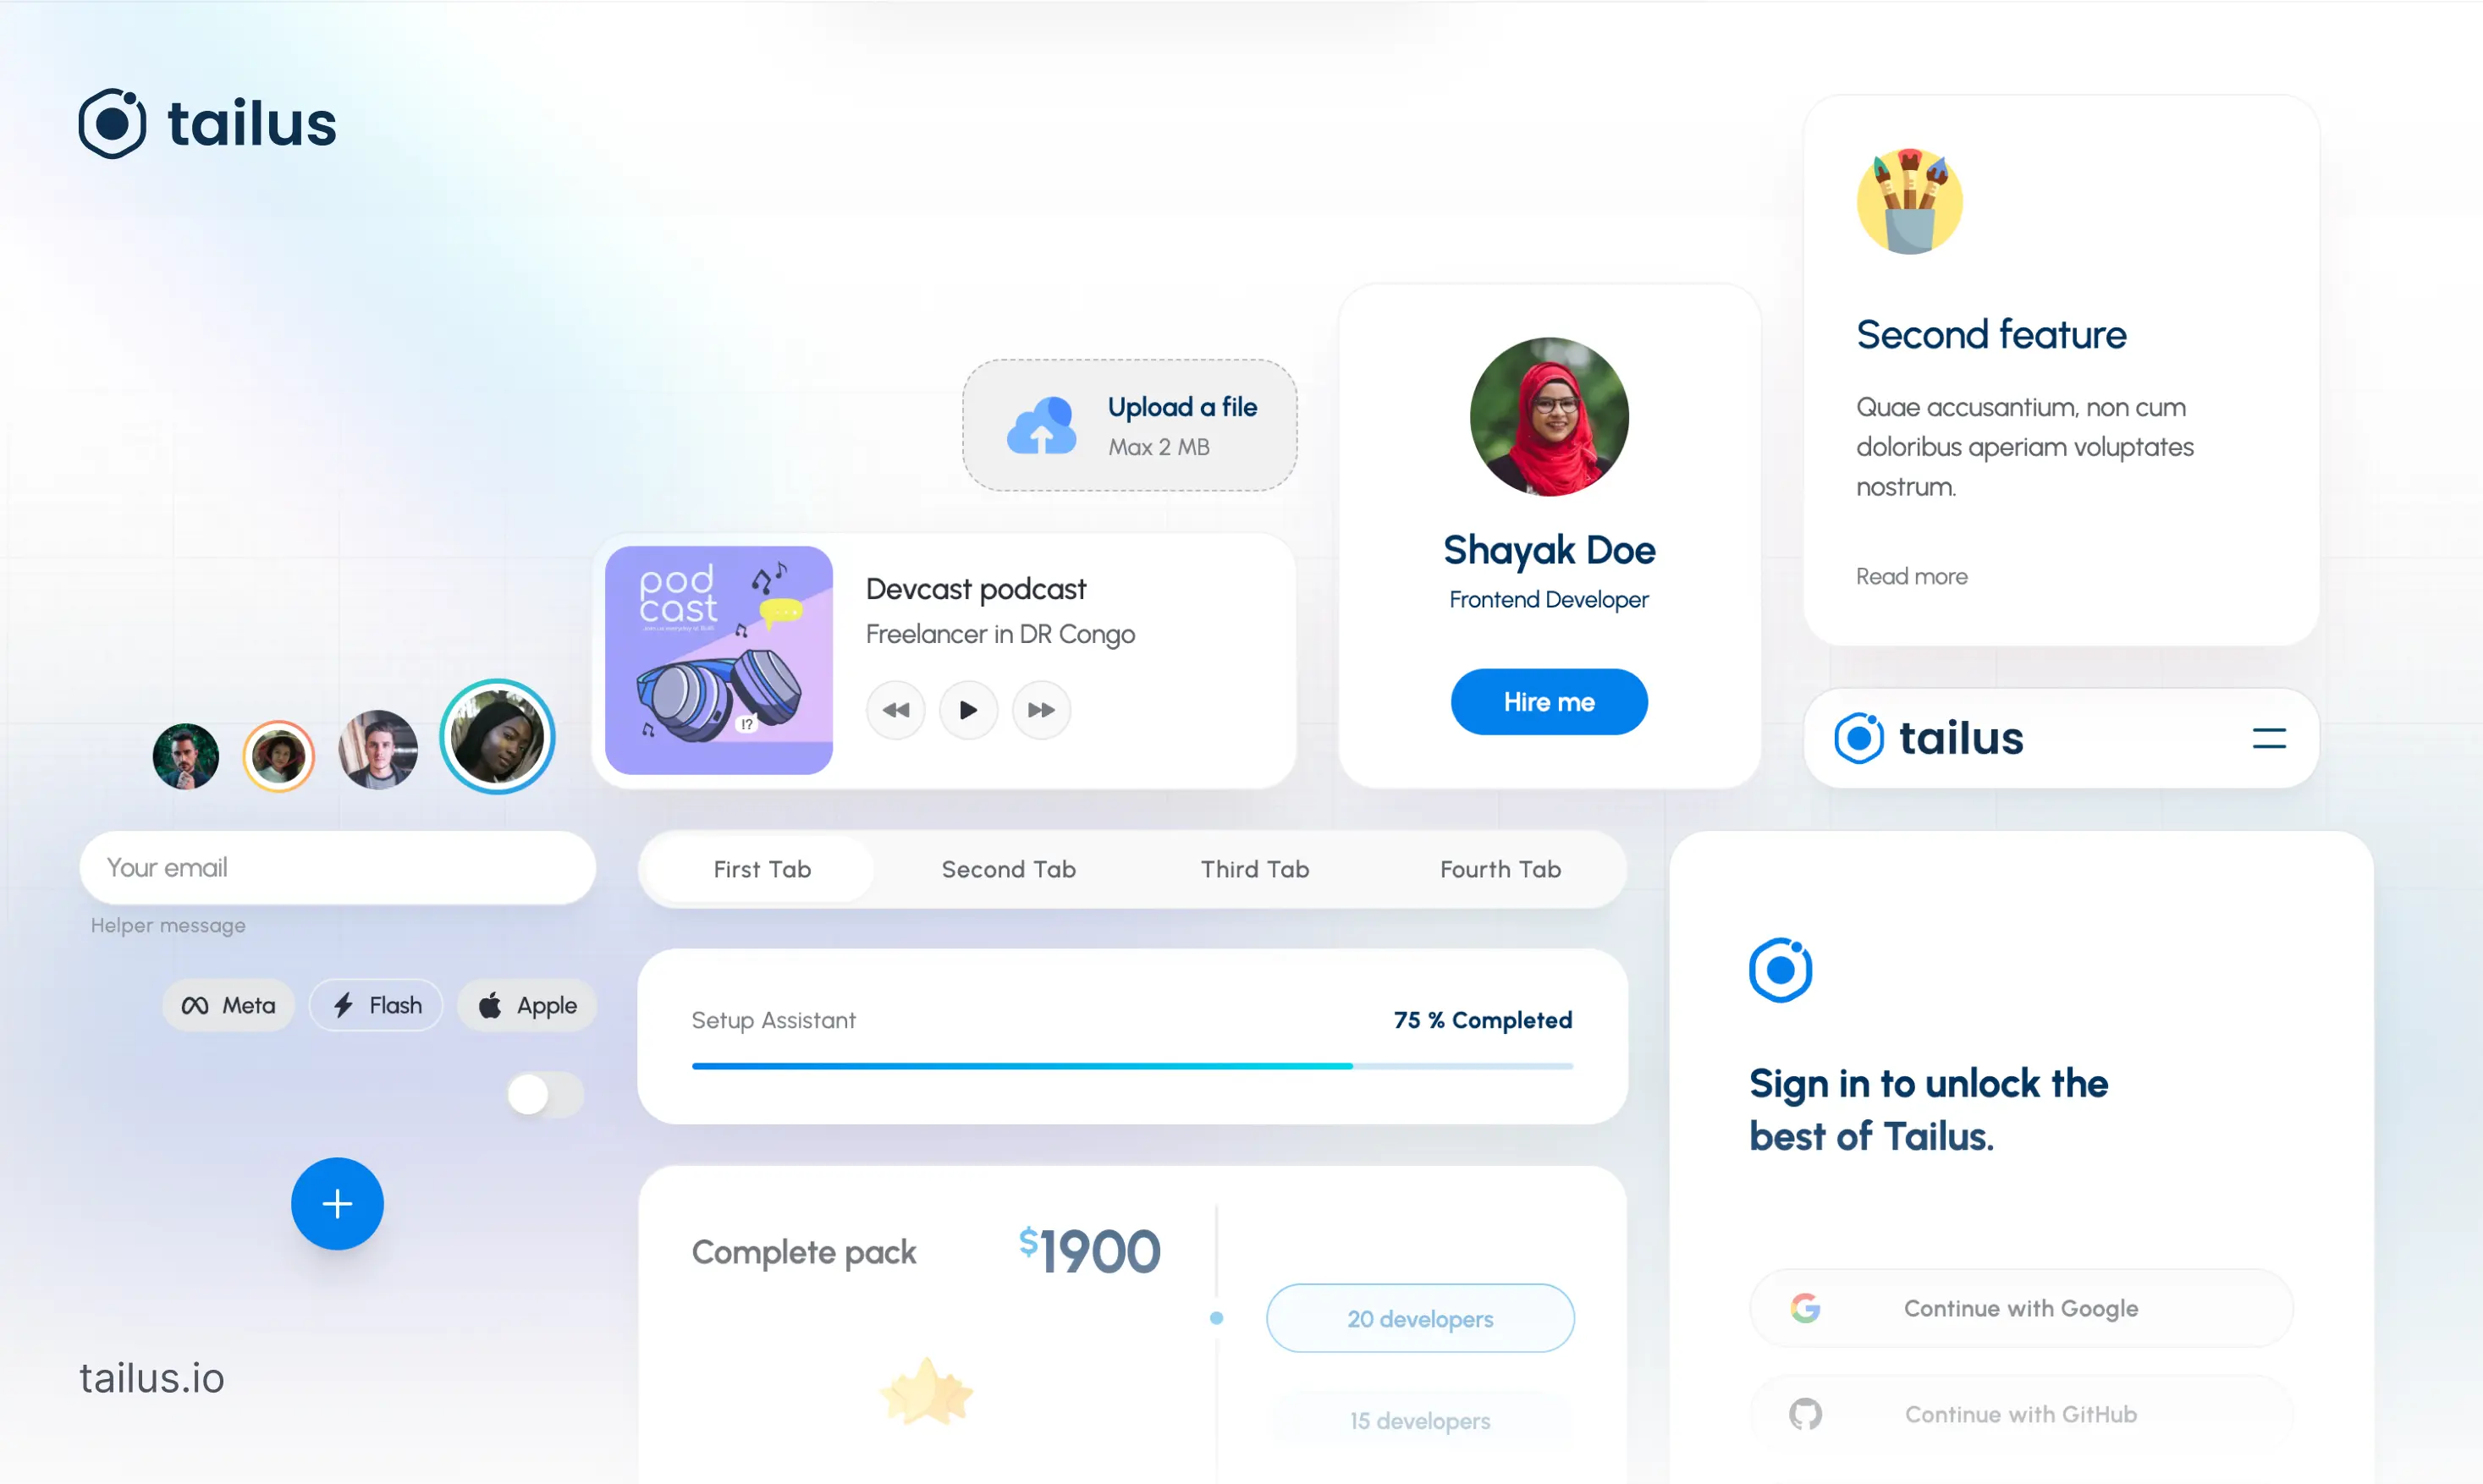 tailus
Second feature
Quae accusantium, non cum
doloribus aperiam voluptates
nostrum.
Read more
Upload a file
Max 2 MB
Shayak Doe
Frontend Developer
Hire me
pod
cast
!?
Devcast podcast
Freelancer in DR Congo
tailus
Your email
Helper message
Meta
Flash
Apple
First Tab
Second Tab
Third Tab
Fourth Tab
Setup Assistant
75 % Completed
Complete pack
$1900
20 developers
15 developers
Sign in to unlock the
best of Tailus.
Continue with Google
Continue with GitHub
tailus.io